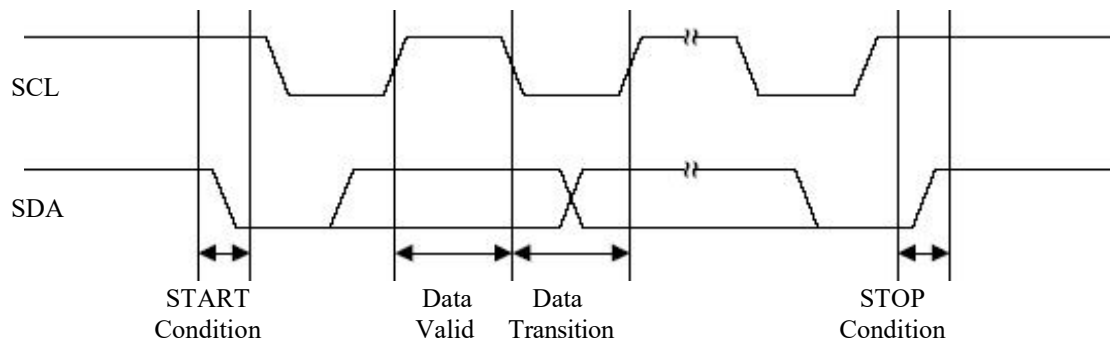 SCL
SDA
START
Condition
Data
Valid
Data
Transition
STOP
Condition